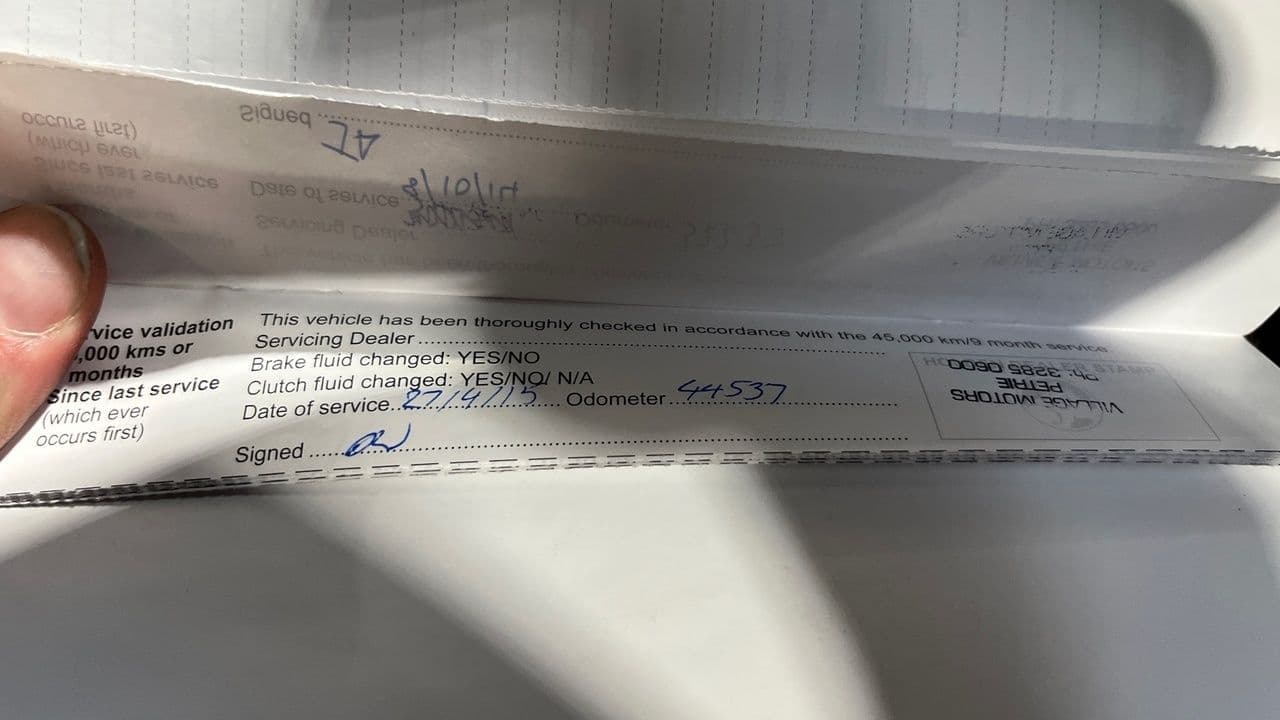 Signed
8/10/14
Date of service
Servicing Dealer
Odometer
since last service
(which ever
occurs first)
rvice validation
,000 kms or
months
Since last service
(which ever
occurs first)
This vehicle has been thoroughly checked in accordance with the 45,000 km/9 month service
Servicing Dealer
Brake fluid changed: YES/NO
Clutch fluid changed: YES/NO/ N/A
Date of service 27/4/15 Odometer 44537
Signed
VILLAGE MOTORS
PETRIE
Ph: 3285 0600
STAMP